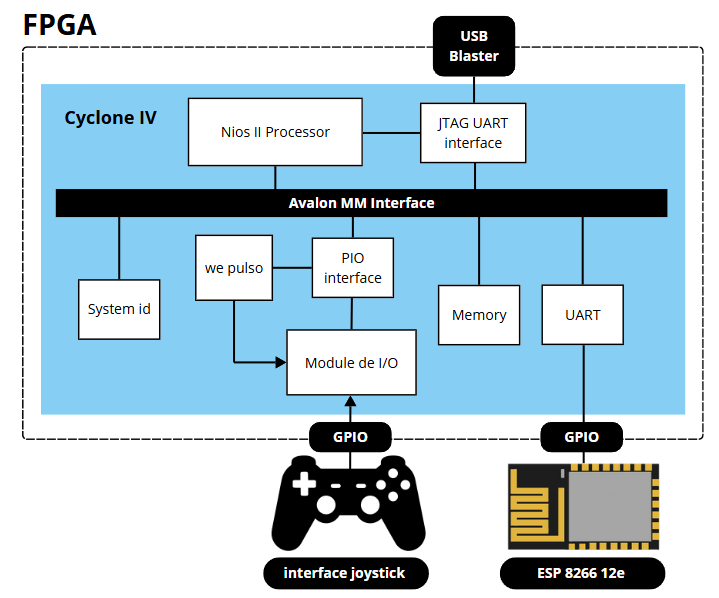 FPGA
USB
Blaster
Cyclone IV
Nios II Processor
JTAG UART
interface
Avalon MM Interface
we pulso
PIO
interface
System id
Memory
UART
Module de I/O
GPIO
GPIO
interface joystick
ESP 8266 12e